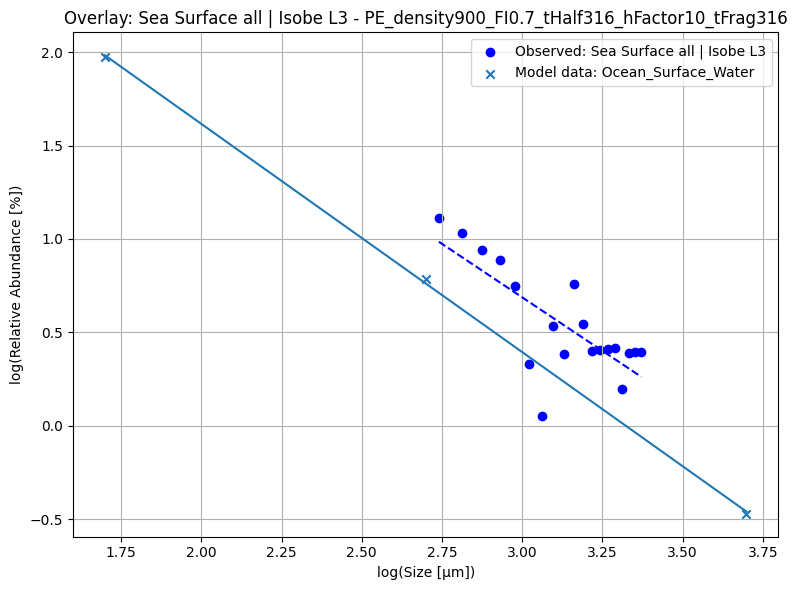 Overlay: Sea Surface all | Isobe L3 - PE_density900_FI0.7_tHalf316_hFactor10_tFrag316
Observed: Sea Surface all | Isobe L3
Model data: Ocean_Surface_Water
log(Relative Abundance [%])
2.0
1.5
1.0
0.5
0.0
−0.5
1.75 2.00 2.25 2.50 2.75 3.00 3.25 3.50 3.75
log(Size [μm])